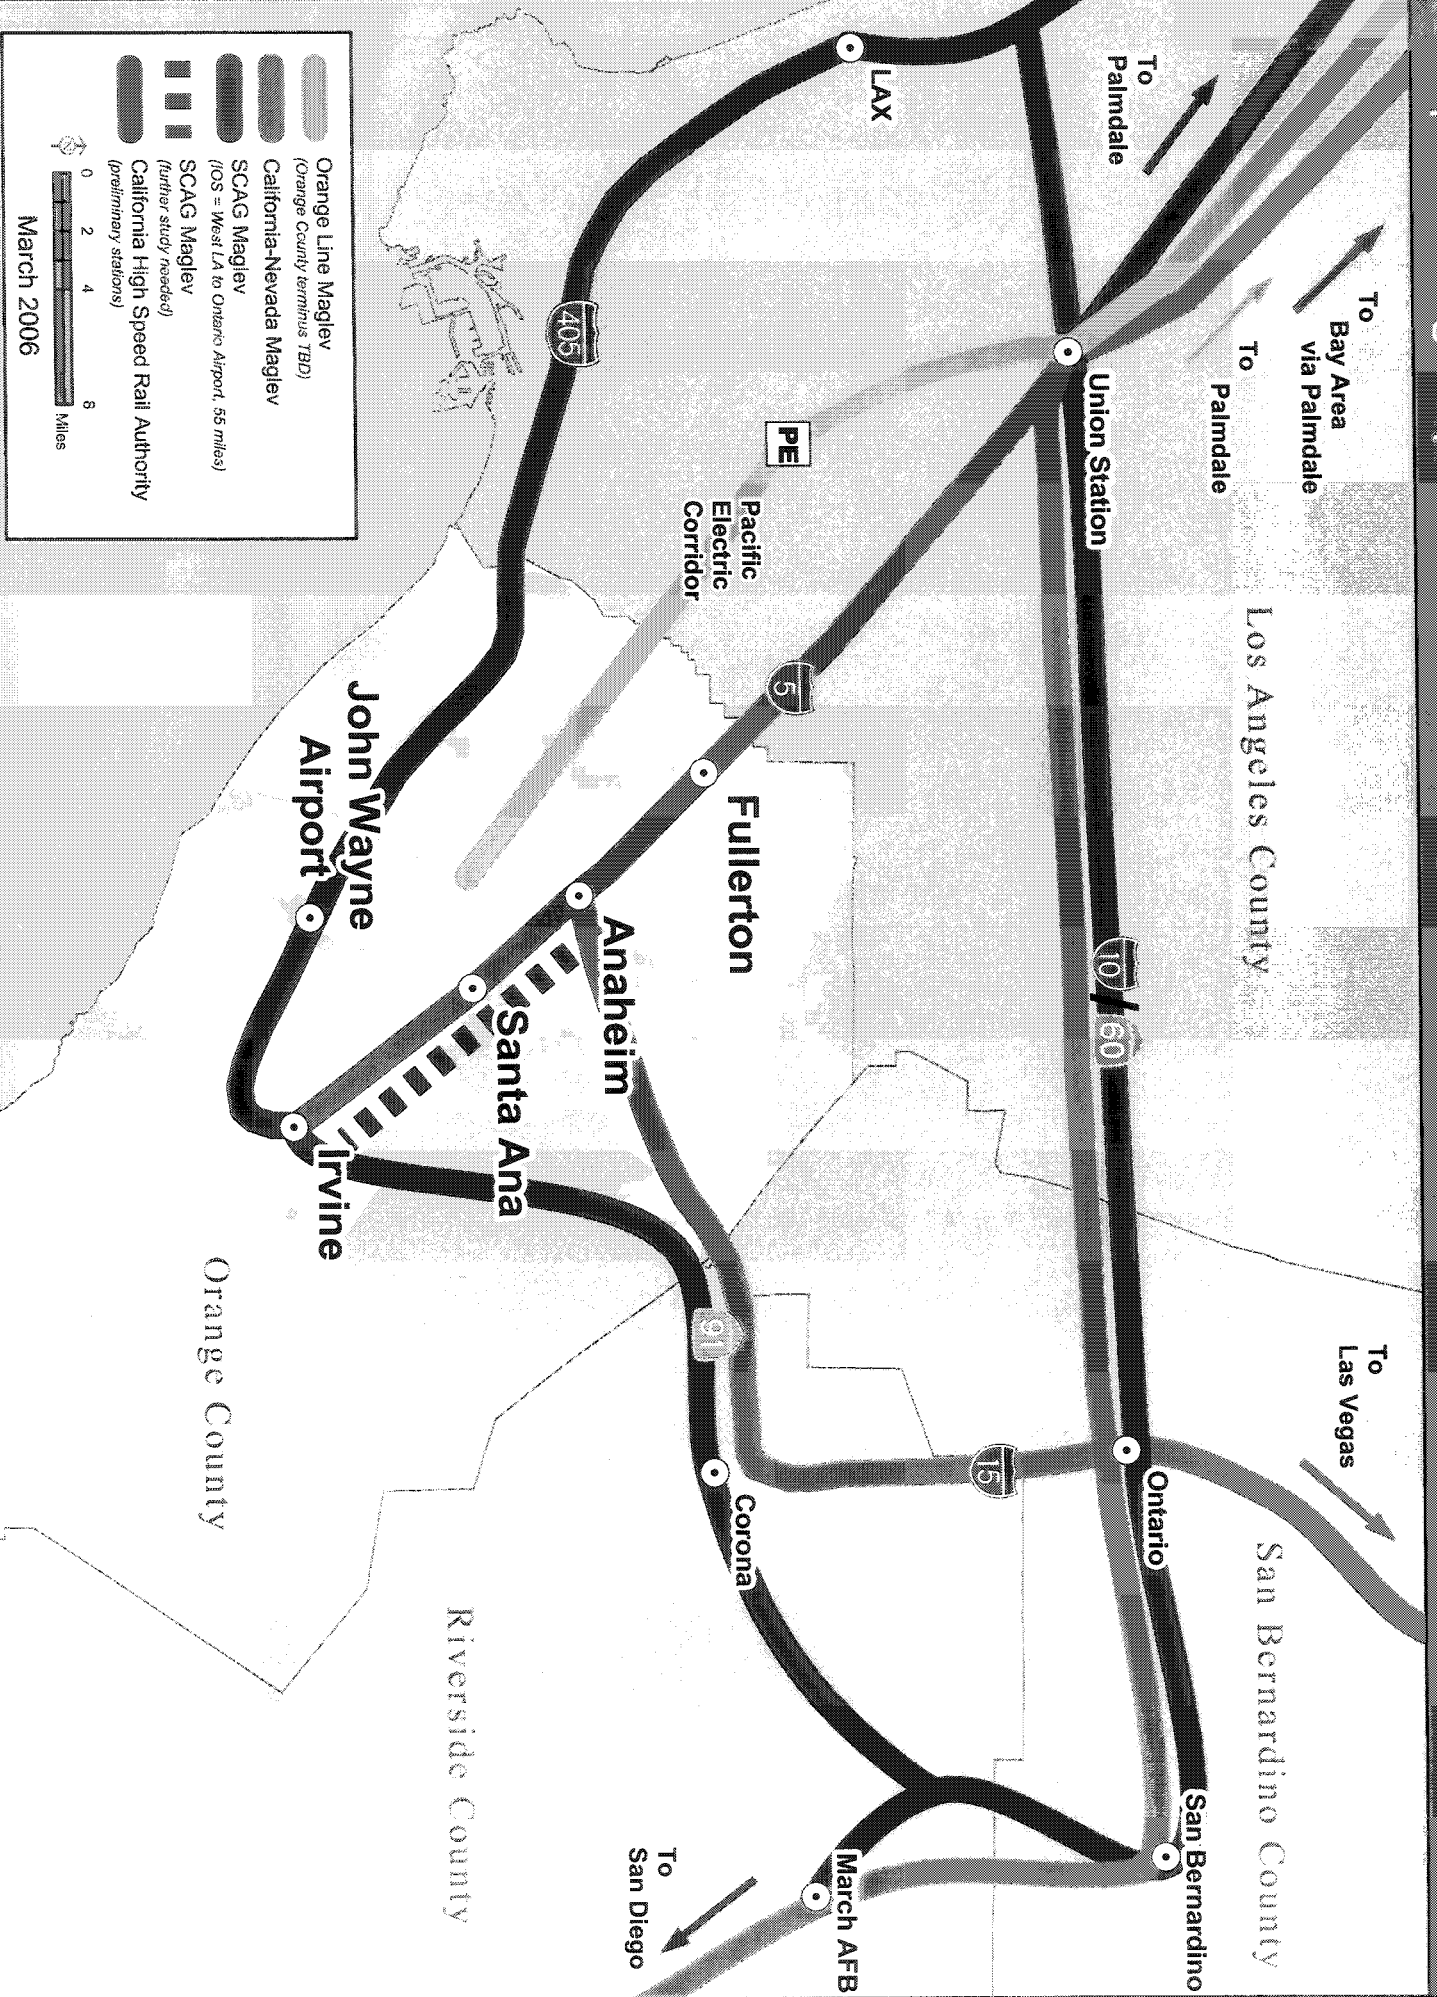 To
Palmdale
To
Bay Area
via Palmdale
To
Palmdale
To
Las Vegas
LAX
Union Station
Los Angeles County
San Bernardino County
10
60
Ontario
San Bernardino
405
PE
Pacific
Electric
Corridor
5
15
Fullerton
Anaheim
91
Corona
March AFB
To
San Diego
John Wayne
Airport
Santa Ana
Irvine
Orange County
Riverside County
Orange Line Maglev
(Orange County terminus TBD)
California-Nevada Maglev
SCAG Maglev
(IOS = West LA to Ontario Airport, 55 miles)
SCAG Maglev
(further study needed)
California High Speed Rail Authority
(preliminary stations)
0 2 4 8
Miles
March 2006